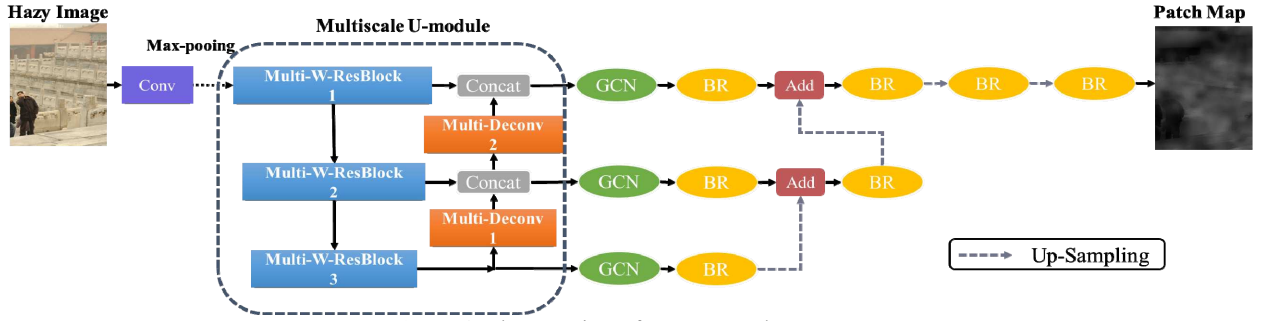 Hazy Image
Multiscale U-module
Patch Map
Max-pooing
Conv
Multi-W-ResBlock
1
Concat
GCN
BR
Add
BR
BR
BR
Multi-Deconv
2
Multi-W-ResBlock
2
Concat
GCN
BR
Add
BR
Multi-Deconv
1
Multi-W-ResBlock
3
GCN
BR
Up-Sampling